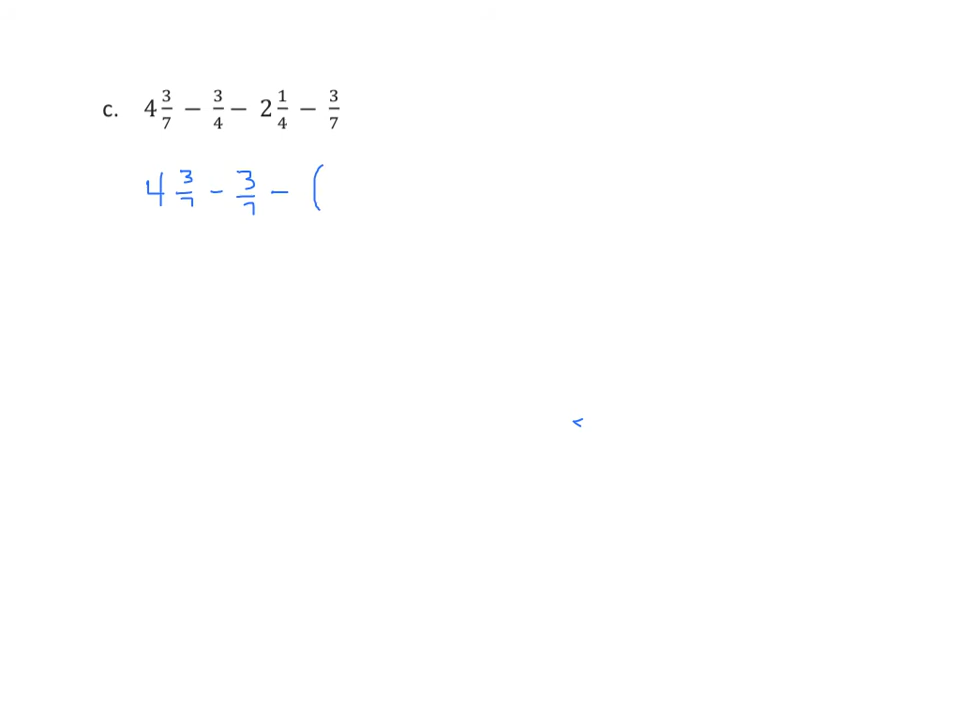 c. 4 3/7 − 3/4 − 2 1/4 − 3/7
4 3/7 − 3/7 − (